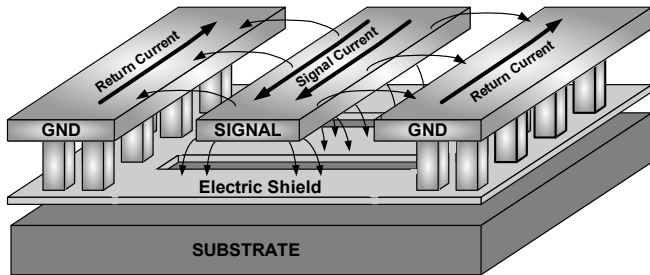 Return Current
Signal Current
Return Current
GND
SIGNAL
GND
Electric Shield
SUBSTRATE